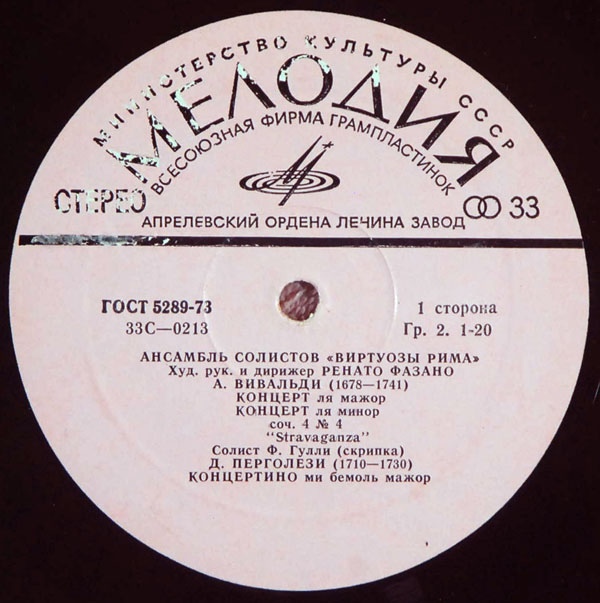 МИНИСТЕРСТВО КУЛЬТУРЫ СССР
МЕЛОДИЯ
ВСЕСОЮЗНАЯ ФИРМА ГРАМПЛАСТИНОК
СТЕРЕО
33
АПРЕЛЕВСКИЙ ОРДЕНА ЛЕНИНА ЗАВОД
ГОСТ 5289-73
33С—0213
1 сторона
Гр. 2. 1-20
АНСАМБЛЬ СОЛИСТОВ «ВИРТУОЗЫ РИМА»
Худ. рук. и дирижер РЕНАТО ФАЗАНО
А. ВИВАЛЬДИ (1678—1741)
КОНЦЕРТ ля мажор
КОНЦЕРТ ля минор
соч. 4 № 4
"Stravaganza"
Солист Ф. Гулли (скрипка)
Д. ПЕРГОЛЕЗИ (1710—1730)
КОНЦЕРТИНО ми бемоль мажор